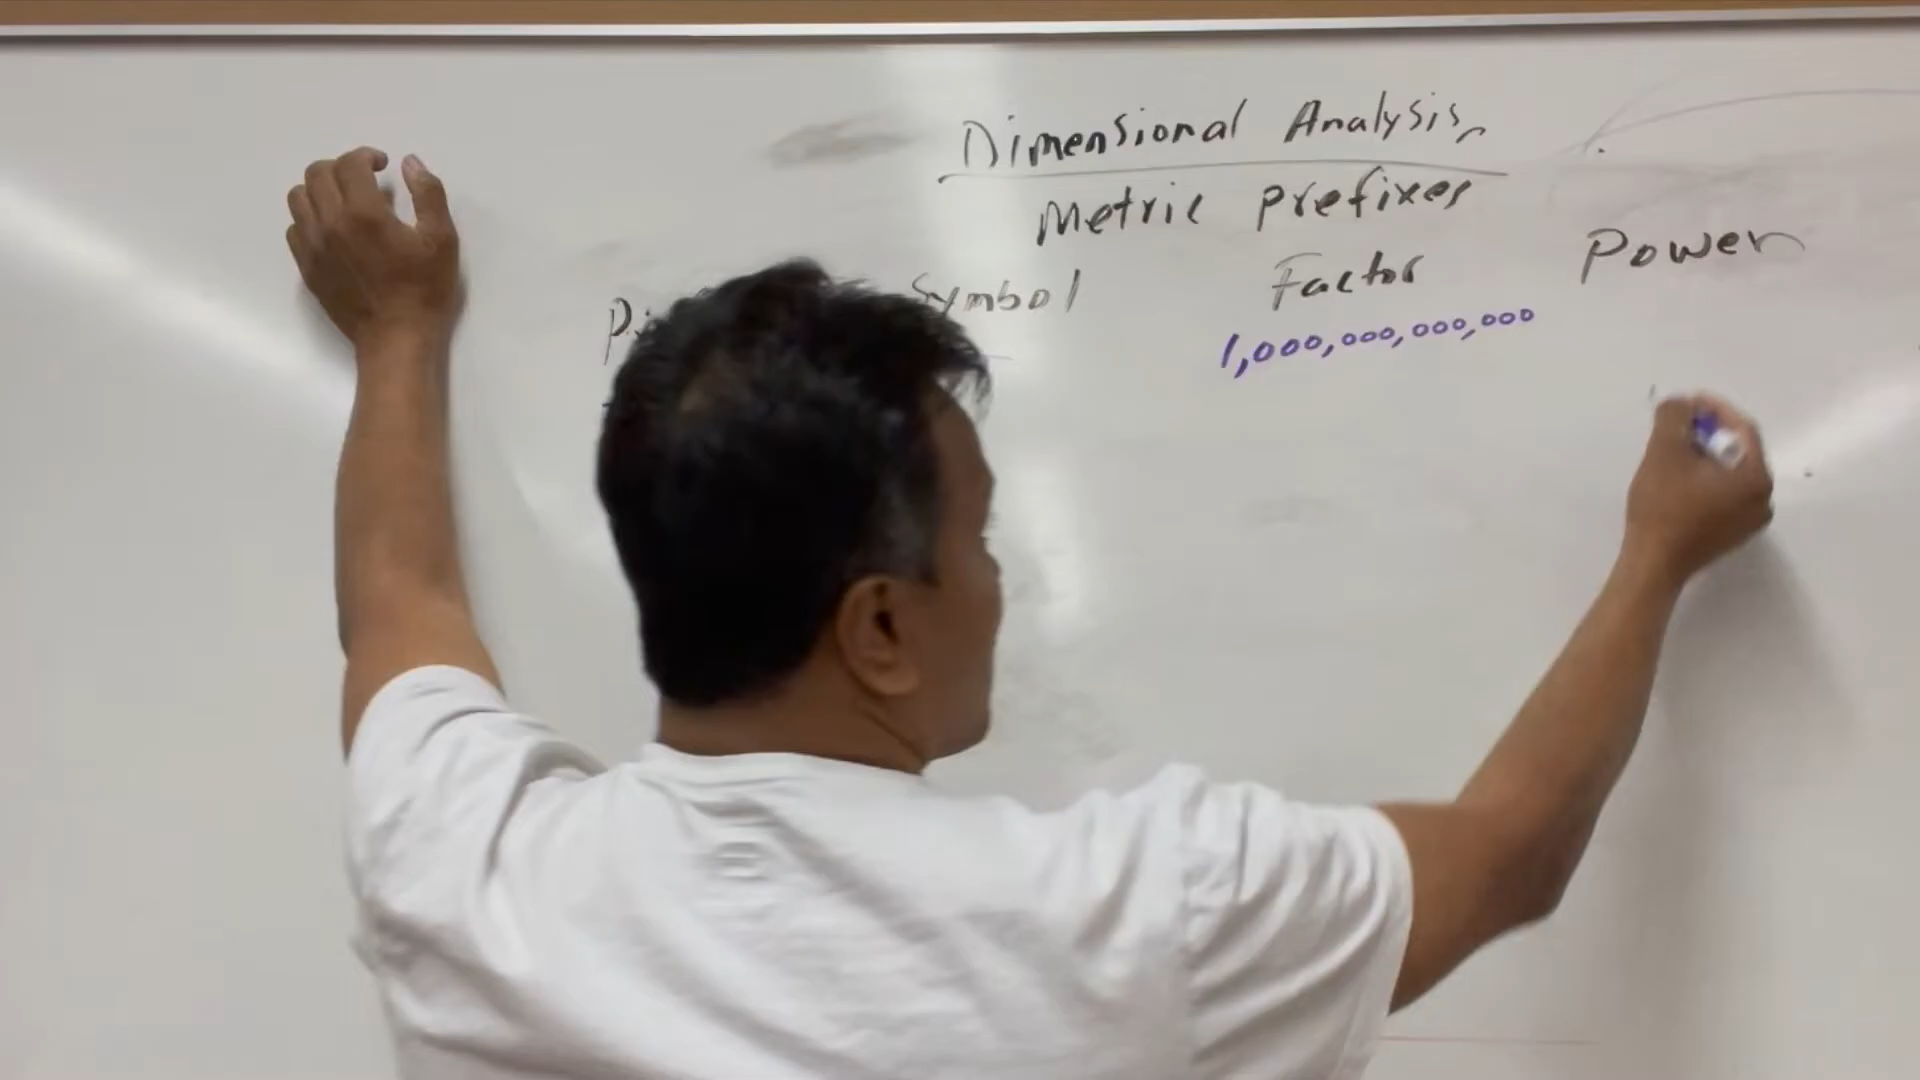 Dimensional Analysis
Metric prefixes
Symbol Factor Power
1,000,000,000,000